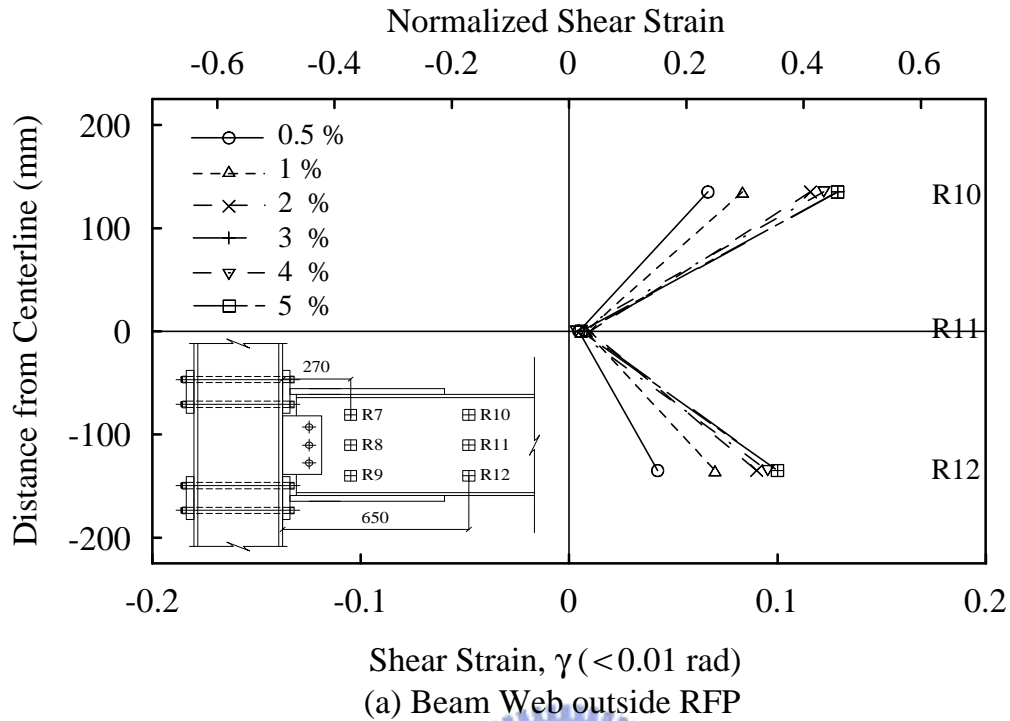 Normalized Shear Strain
-0.6 -0.4 -0.2 0 0.2 0.4 0.6
Distance from Centerline (mm)
200
100
0
-100
-200
0.5 %
1 %
2 %
3 %
4 %
5 %
R10
R11
R12
270
R7 R10
R8 R11
R9 R12
650
-0.2 -0.1 0 0.1 0.2
Shear Strain, γ (<0.01 rad)
(a) Beam Web outside RFP